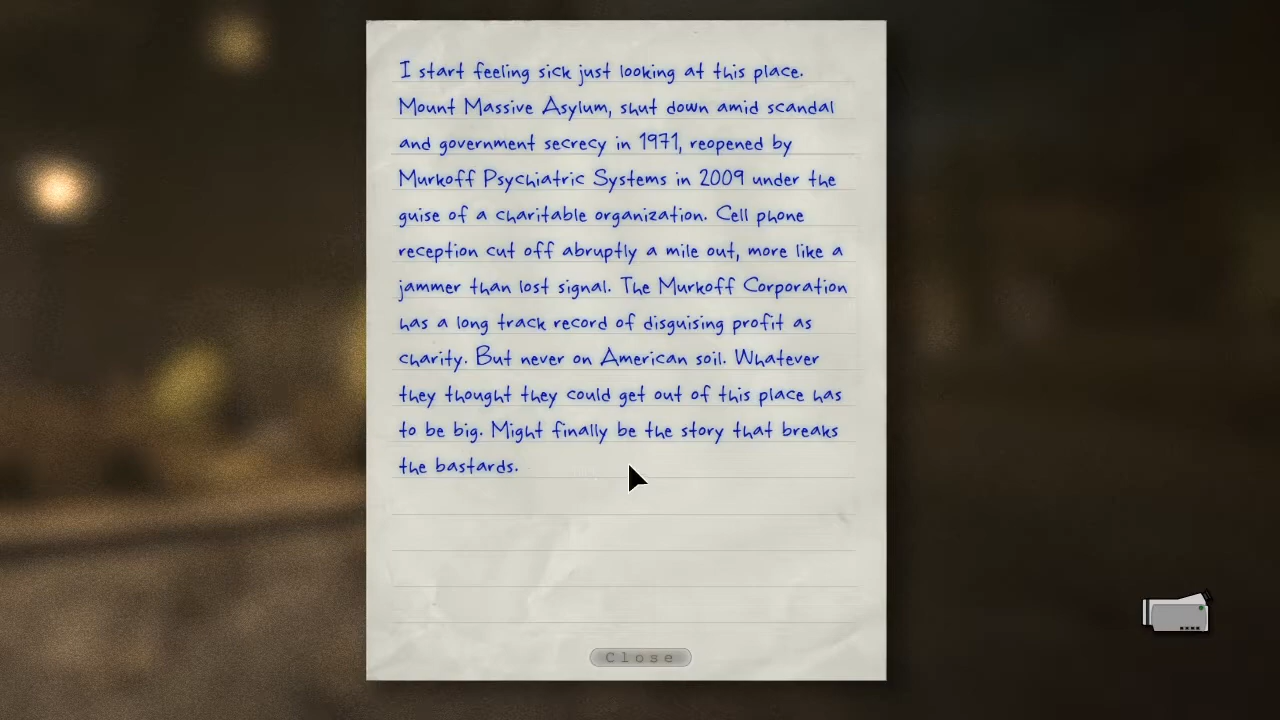 I start feeling sick just looking at this place.
Mount Massive Asylum, shut down amid scandal
and government secrecy in 1971, reopened by
Murkoff Psychiatric Systems in 2009 under the
guise of a charitable organization. Cell phone
reception cut off abruptly a mile out, more like a
jammer than lost signal. The Murkoff Corporation
has a long track record of disguising profit as
charity. But never on American soil. Whatever
they thought they could get out of this place has
to be big. Might finally be the story that breaks
the bastards.
Close